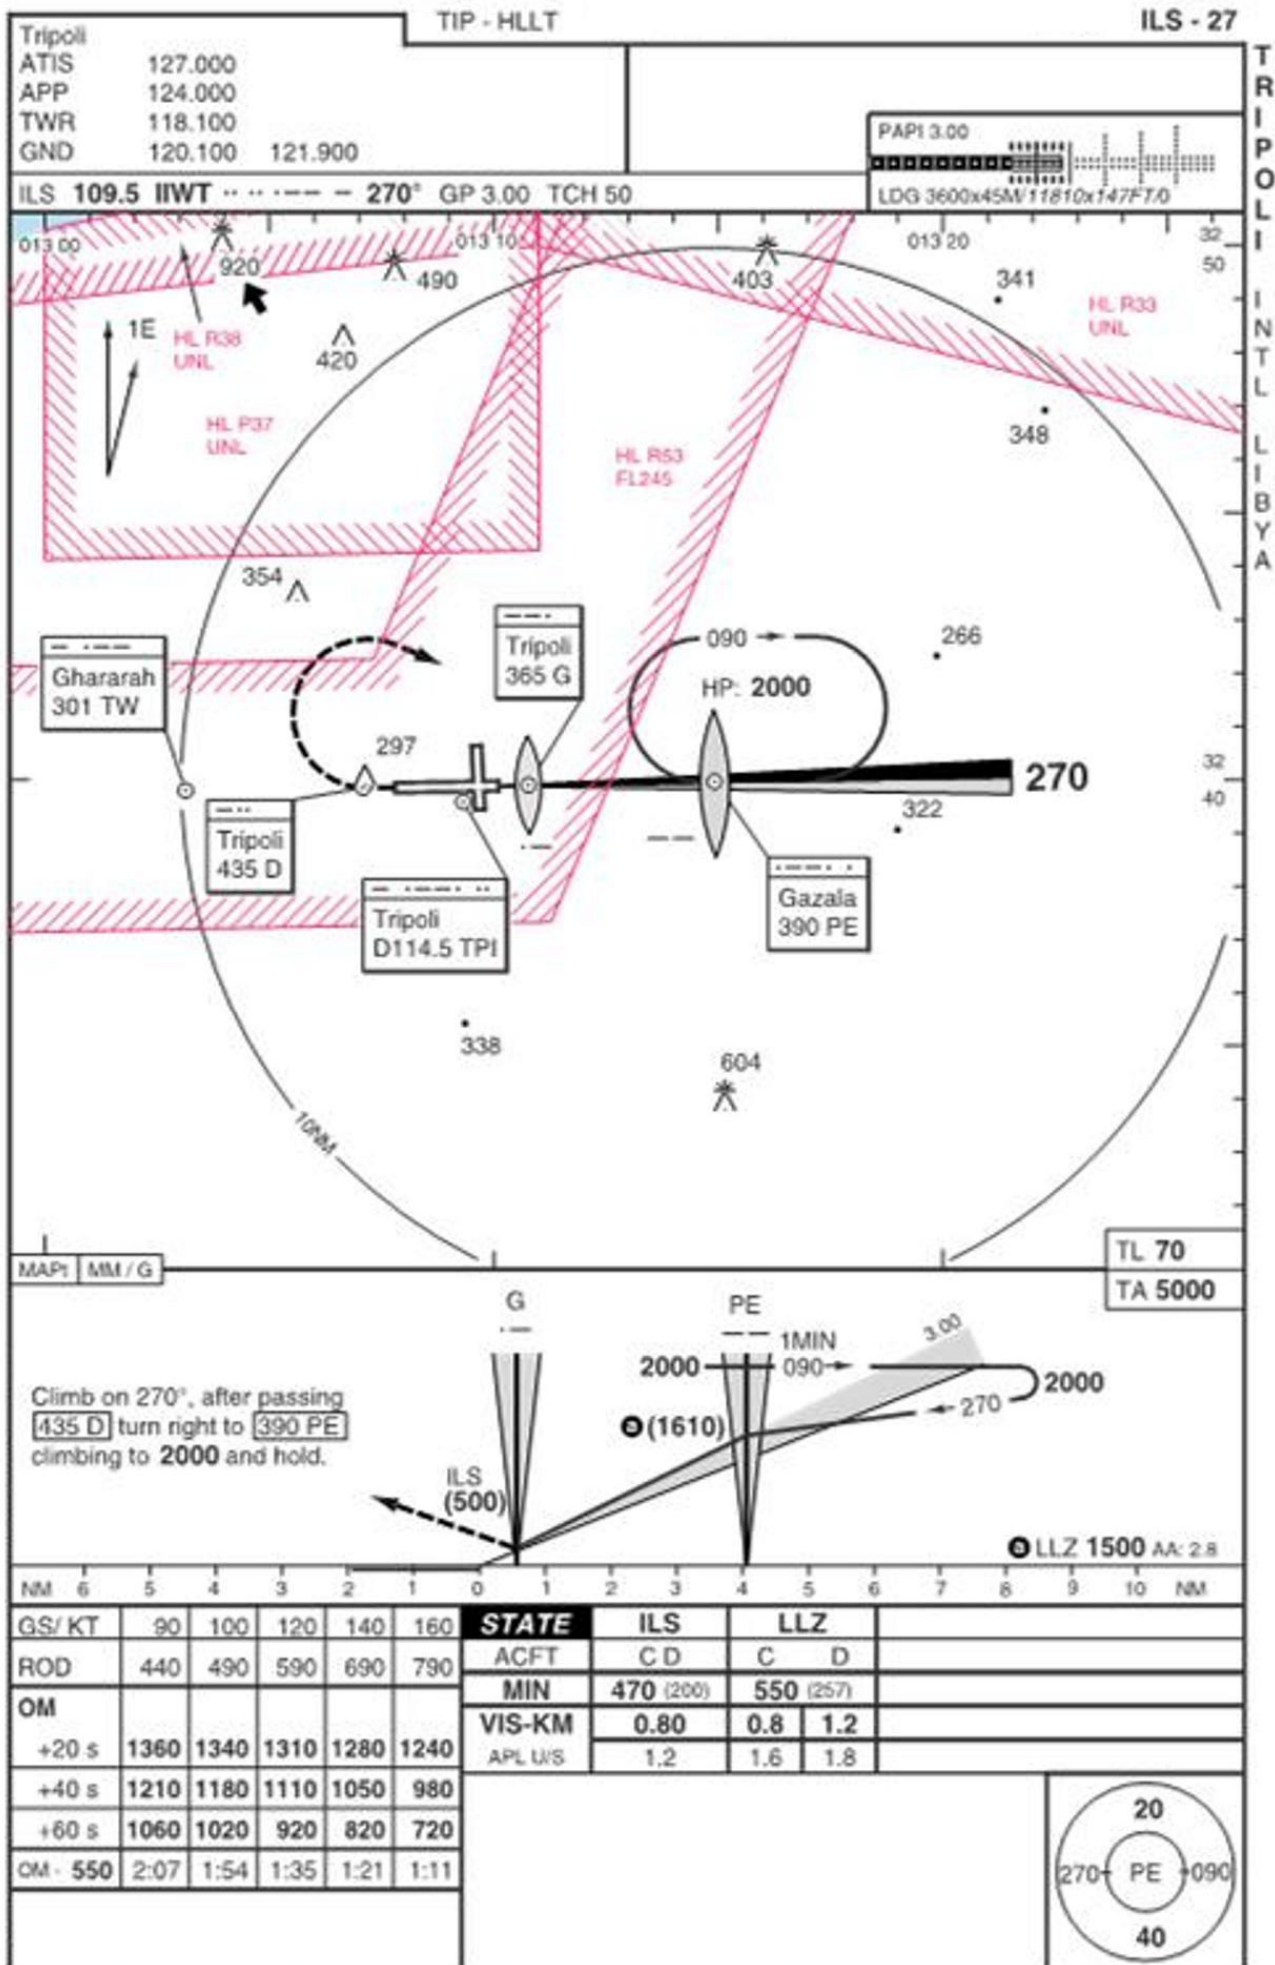 TIP - HLLT
ILS - 27
Tripoli
ATIS 127.000
APP 124.000
TWR 118.100
GND 120.100 121.900
PAPI 3.00
LDG 3600x45M/11810x147FT/0
ILS 109.5 IIWT 270° GP 3.00 TCH 50
TRIPOLI INTL LIBYA
013 00
013 10
013 20
32
50
920
490
403
341
HL R33
UNL
1E
HL R38
UNL
420
HL P37
UNL
348
HL R53
FL245
354
Ghararah
301 TW
Tripoli
365 G
090
266
HP: 2000
297
270
32
40
322
Tripoli
435 D
Tripoli
D114.5 TPI
Gazala
390 PE
338
604
10NM
TL 70
TA 5000
MAPt MM / G
G
PE
3.00
1MIN
2000 090
2000
270
a (1610)
Climb on 270°, after passing
435 D turn right to 390 PE
climbing to 2000 and hold.
ILS
(500)
a LLZ 1500 AA: 2.8
NM 6 5 4 3 2 1 0 1 2 3 4 5 6 7 8 9 10 NM
GS/ KT 90 100 120 140 160
ROD 440 490 590 690 790
OM
+20 s 1360 1340 1310 1280 1240
+40 s 1210 1180 1110 1050 980
+60 s 1060 1020 920 820 720
OM - 550 2:07 1:54 1:35 1:21 1:11
STATE ILS LLZ
ACFT C D C D
MIN 470 (200) 550 (257)
VIS-KM 0.80 0.8 1.2
APL U/S 1.2 1.6 1.8
20
270 PE 090
40